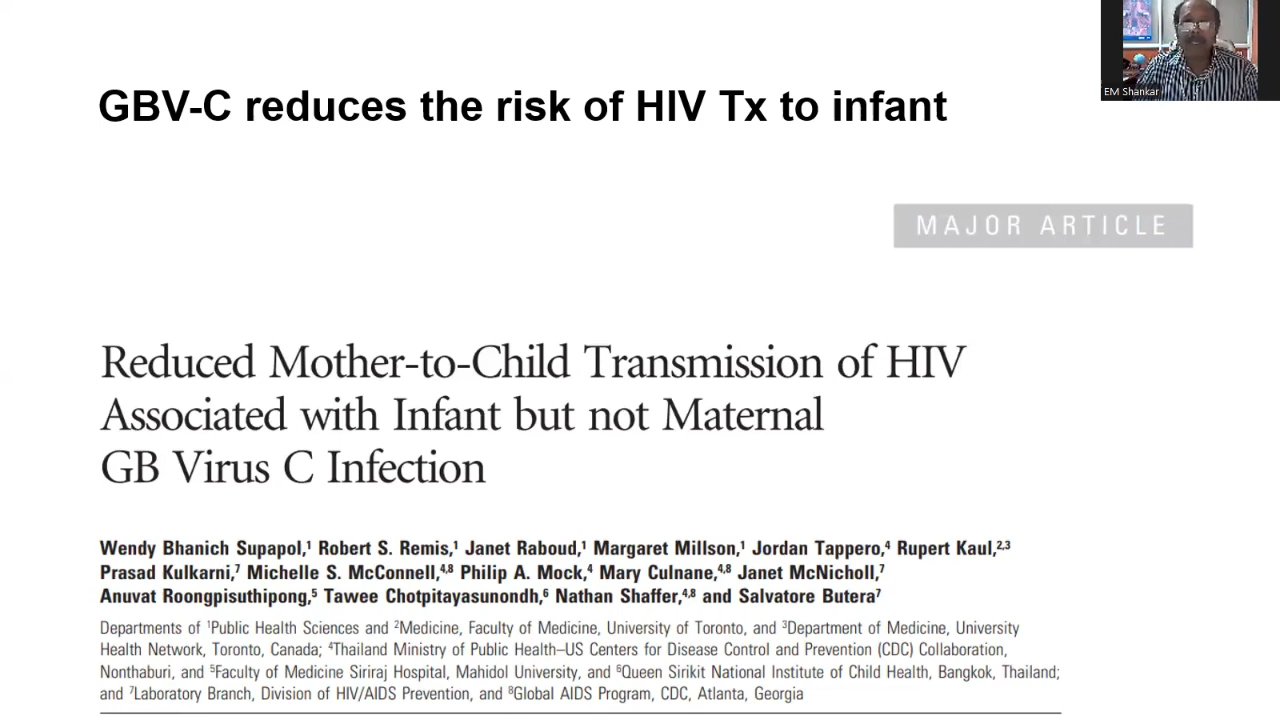 EM Shankar
GBV-C reduces the risk of HIV Tx to infant
MAJOR ARTICLE
Reduced Mother-to-Child Transmission of HIV
Associated with Infant but not Maternal
GB Virus C Infection
Wendy Bhanich Supapol,¹ Robert S. Remis,¹ Janet Raboud,¹ Margaret Millson,¹ Jordan Tappero,⁴ Rupert Kaul,²,³
Prasad Kulkarni,⁷ Michelle S. McConnell,⁴,⁸ Philip A. Mock,⁴ Mary Culnane,⁴,⁸ Janet McNicholl,⁷
Anuvat Roongpisuthipong,⁵ Tawee Chotpitayasunondh,⁶ Nathan Shaffer,⁴,⁸ and Salvatore Butera⁷
Departments of ¹Public Health Sciences and ²Medicine, Faculty of Medicine, University of Toronto, and ³Department of Medicine, University
Health Network, Toronto, Canada; ⁴Thailand Ministry of Public Health–US Centers for Disease Control and Prevention (CDC) Collaboration,
Nonthaburi, and ⁵Faculty of Medicine Siriraj Hospital, Mahidol University, and ⁶Queen Sirikit National Institute of Child Health, Bangkok, Thailand;
and ⁷Laboratory Branch, Division of HIV/AIDS Prevention, and ⁸Global AIDS Program, CDC, Atlanta, Georgia